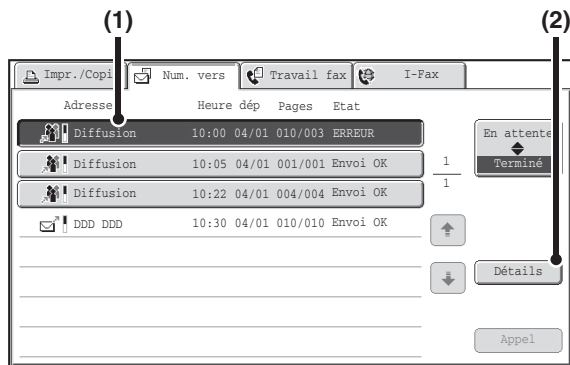 (1) (2)
Impr./Copi Num. vers Travail fax I-Fax
Adresse Heure dép Pages Etat
Diffusion 10:00 04/01 010/003 ERREUR
En attente
Terminé
Diffusion 10:05 04/01 001/001 Envoi OK
1
1
Diffusion 10:22 04/01 004/004 Envoi OK
DDD DDD 10:30 04/01 010/010 Envoi OK
Détails
Appel